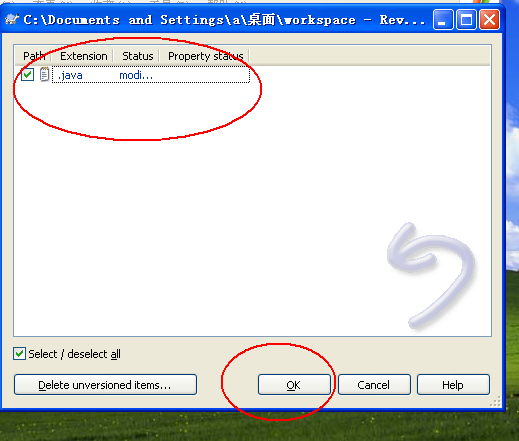 C:\Documents and Settings\a\桌面\workspace - Rev...
Path Extension Status Property status
.java modi...
Select / deselect all
Delete unversioned items... OK Cancel Help